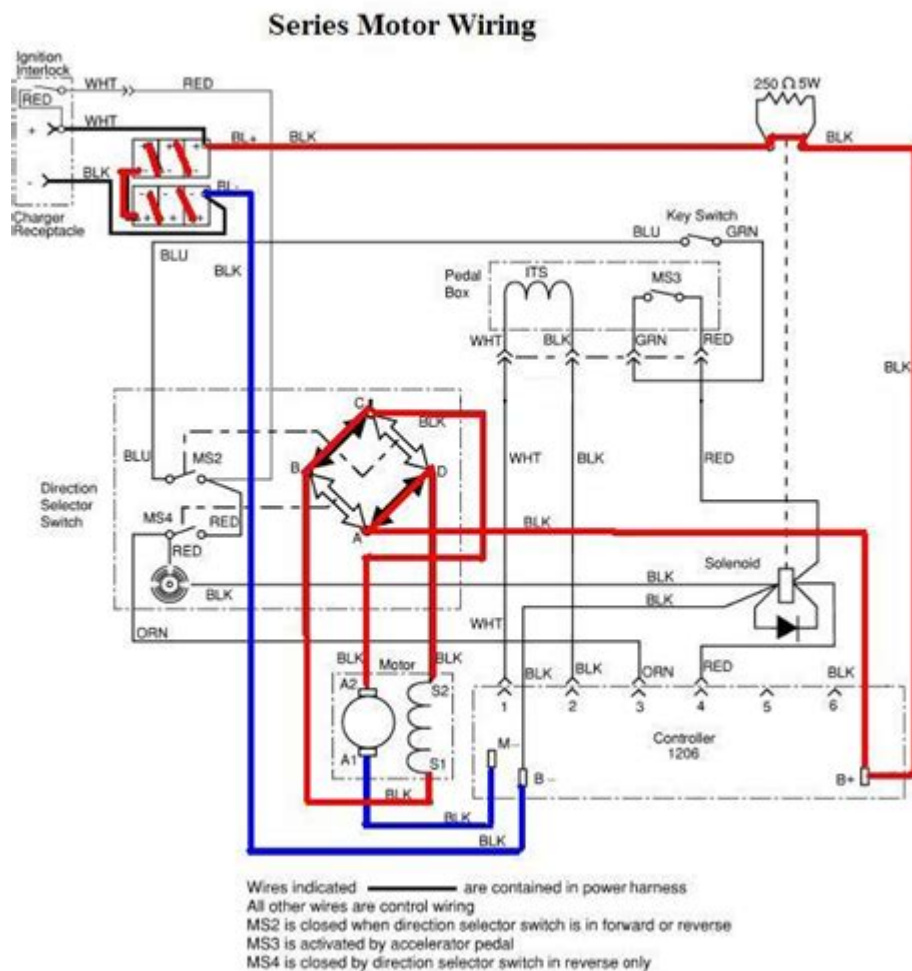 Series Motor Wiring
Ignition
Interlock
WHT
RED
RED
250 Ω 5W
WHT
BL+
BLK
BLK
+
BLK
-
BL-
Charger
Receptacle
Key Switch
BLU
GRN
BLU
BLK
Pedal
Box
ITS
MS3
WHT
BLK
GRN
RED
BLK
C
BLK
BLU
MS2
B
D
WHT
BLK
RED
Direction
Selector
Switch
MS4
RED
A
BLK
RED
Solenoid
BLK
BLK
BLK
ORN
WHT
BLK
BLK
Motor
BLK
BLK
ORN
RED
BLK
A2
S2
1
2
3
4
5
6
Controller
1206
M-
A1
S1
B-
B+
BLK
BLK
BLK
Wires indicated are contained in power harness
All other wires are control wiring
MS2 is closed when direction selector switch is in forward or reverse
MS3 is activated by accelerator pedal
MS4 is closed by direction selector switch in reverse only